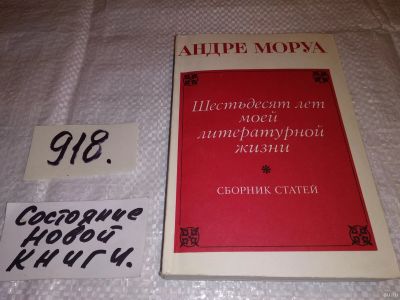 АНДРЕ МОРУА
Шестьдесят лет
моей
литературной
жизни
*
СБОРНИК СТАТЕЙ
918.
Состояние
новой
книги.